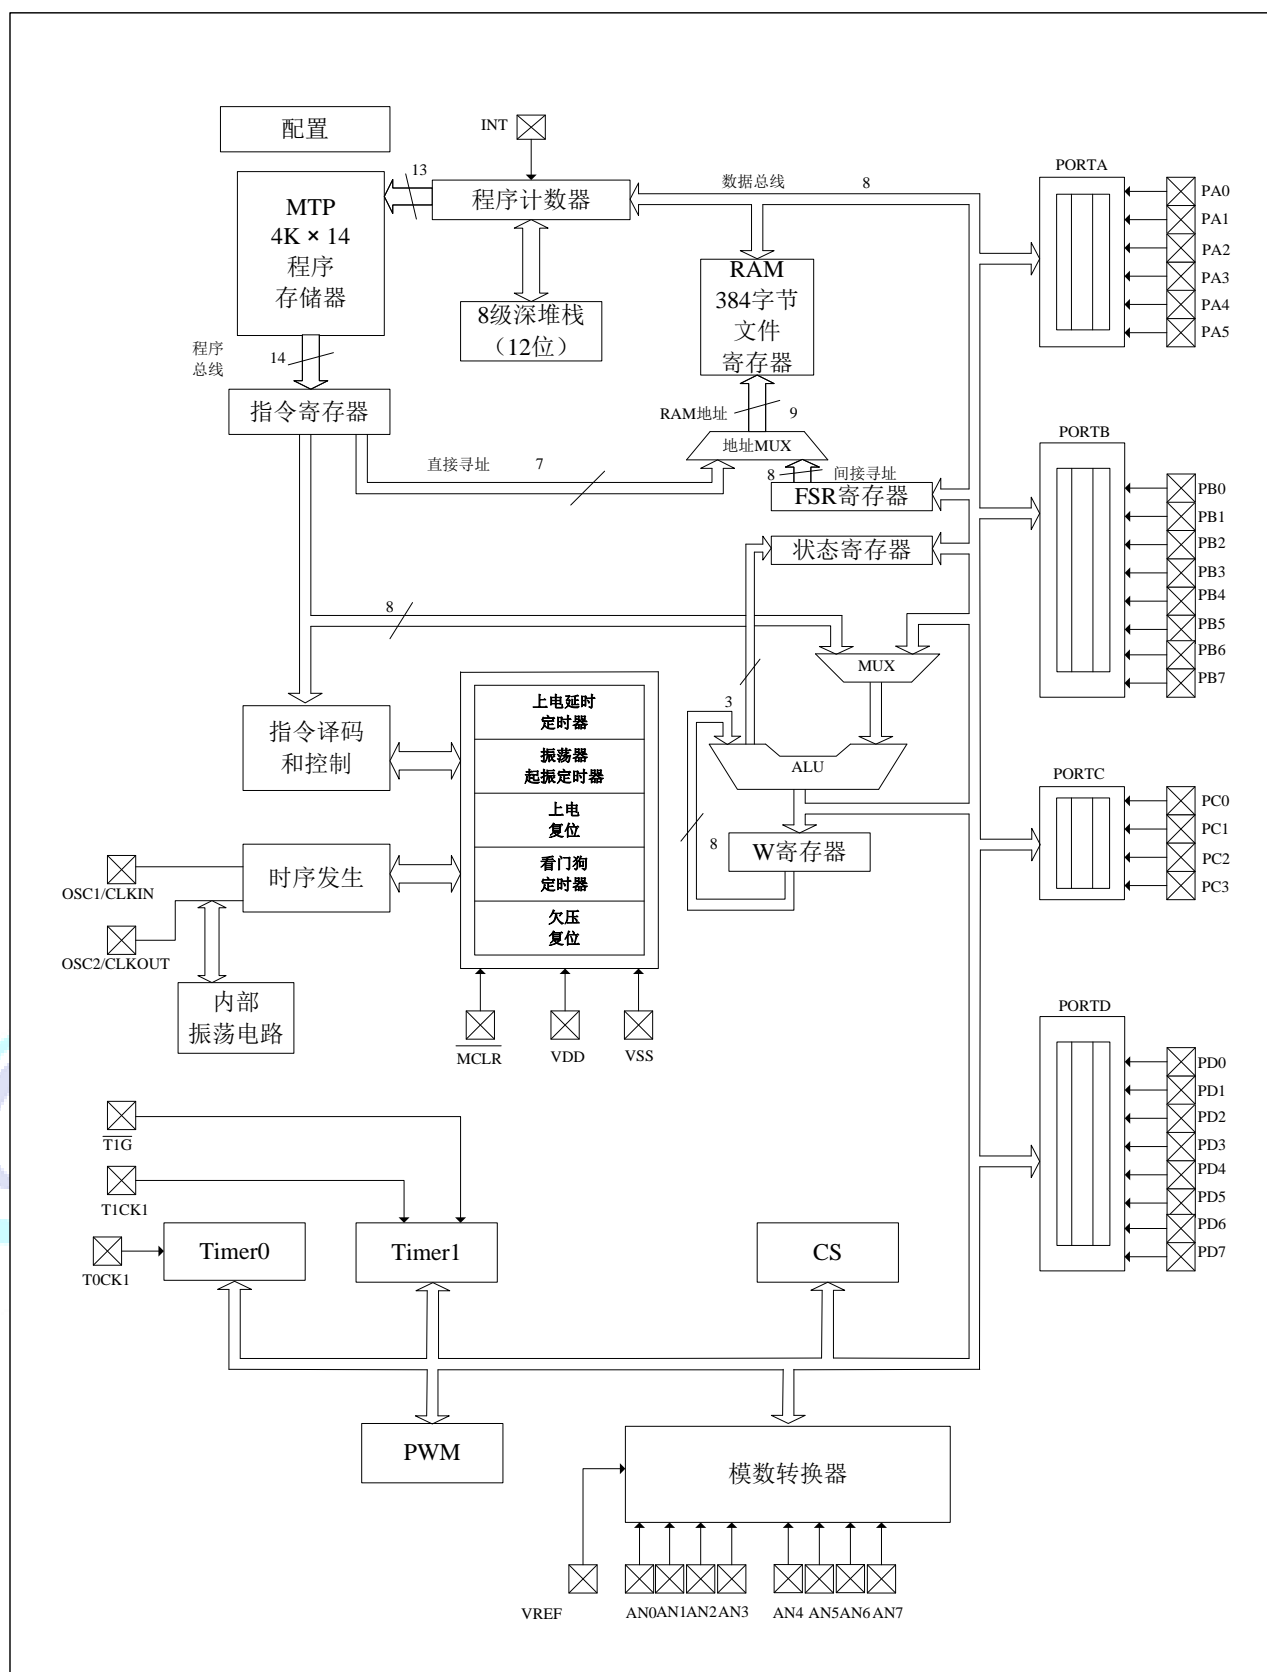 配置
INT
13
程序计数器
数据总线
8
PORTA
MTP
4K × 14
程序
存储器
PA0
PA1
PA2
PA3
PA4
PA5
8级深堆栈
（12位）
RAM
384字节
文件
寄存器
程序
总线
14
指令寄存器
RAM地址
9
地址MUX
直接寻址
7
8
间接寻址
FSR寄存器
状态寄存器
PORTB
PB0
PB1
PB2
PB3
PB4
PB5
PB6
PB7
8
MUX
3
ALU
8
W寄存器
指令译码
和控制
上电延时
定时器
振荡器
起振定时器
上电
复位
看门狗
定时器
欠压
复位
PORTC
PC0
PC1
PC2
PC3
OSC1/CLKIN
时序发生
OSC2/CLKOUT
内部
振荡电路
MCLR
VDD
VSS
PORTD
PD0
PD1
PD2
PD3
PD4
PD5
PD6
PD7
T1G
T1CK1
T0CK1
Timer0
Timer1
CS
PWM
模数转换器
VREF
AN0
AN1
AN2
AN3
AN4
AN5
AN6
AN7